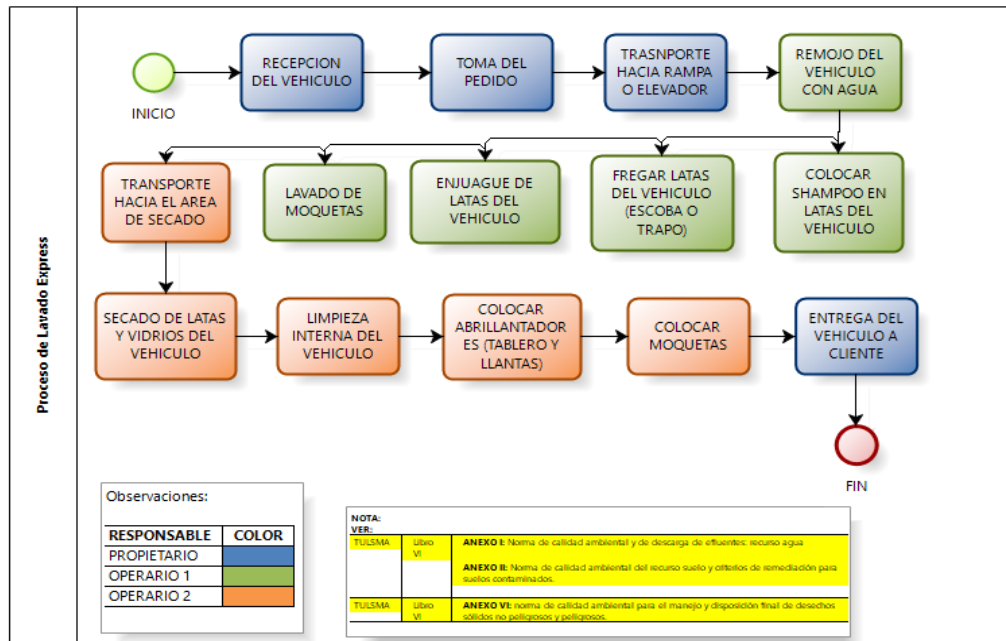 Proceso de Lavado Express
INICIO
RECEPCION
DEL VEHICULO
TOMA DEL
PEDIDO
TRASNPORTE
HACIA RAMPA
O ELEVADOR
REMOJO DEL
VEHICULO
CON AGUA
TRANSPORTE
HACIA EL AREA
DE SECADO
LAVADO DE
MOQUETAS
ENJUAGUE DE
LATAS DEL
VEHICULO
FREGAR LATAS
DEL VEHICULO
(ESCOBA O
TRAPO)
COLOCAR
SHAMPOO EN
LATAS DEL
VEHICULO
SECADO DE LATAS
Y VIDRIOS DEL
VEHICULO
LIMPIEZA
INTERNA DEL
VEHICULO
COLOCAR
ABRILLANTADOR
ES (TABLERO Y
LLANTAS)
COLOCAR
MOQUETAS
ENTREGA DEL
VEHICULO A
CLIENTE
FIN
Observaciones:
RESPONSABLE COLOR
PROPIETARIO
OPERARIO 1
OPERARIO 2
NOTA:
VER:
TULSMA Libro VI ANEXO I: Norma de calidad ambiental y de descarga de efluentes: recurso agua
ANEXO II: Norma de calidad ambiental del recurso suelo y criterios de remediación para
suelos contaminados.
TULSMA Libro VI ANEXO VI: norma de calidad ambiental para el manejo y disposición final de desechos
sólidos no peligrosos y peligrosos.